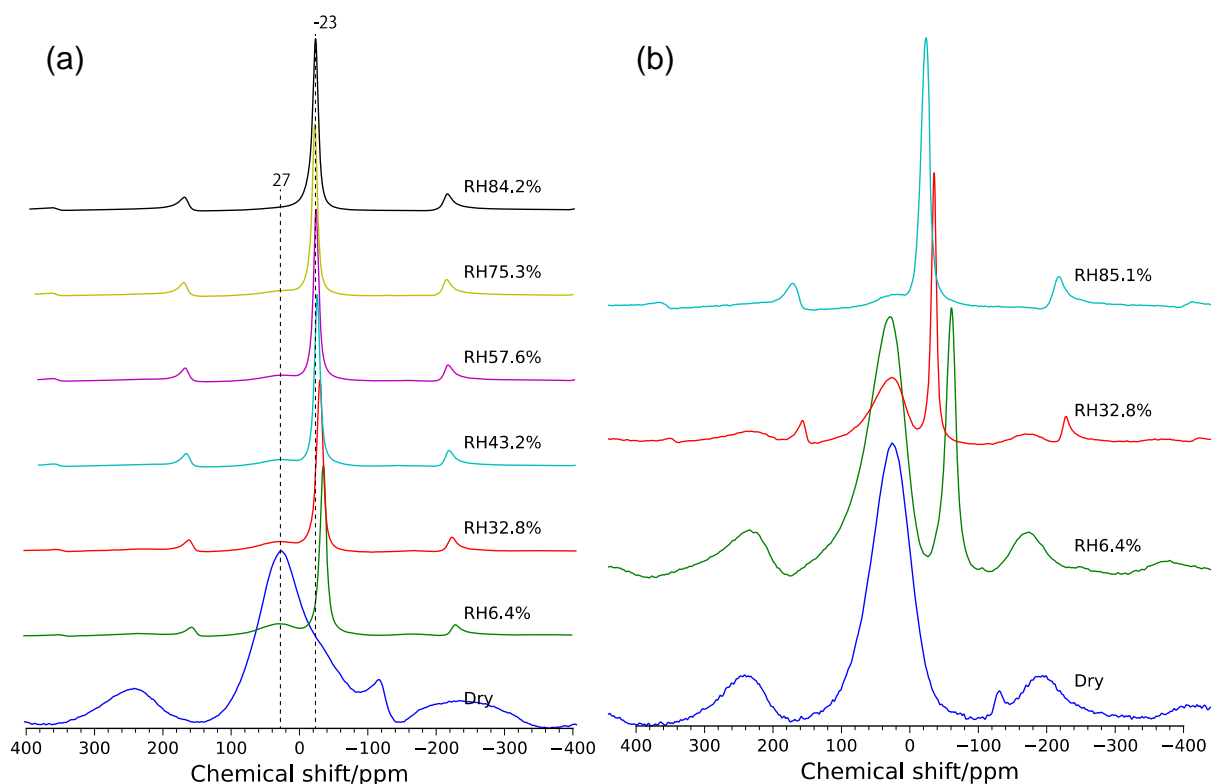 -23
(a)
(b)
27
RH84.2%
RH75.3%
RH85.1%
RH57.6%
RH32.8%
RH43.2%
RH32.8%
RH6.4%
RH6.4%
Dry
Dry
400 300 200 100 0 −100 −200 −300 −400
300 200 100 0 −100 −200 −300 −400
Chemical shift/ppm
Chemical shift/ppm